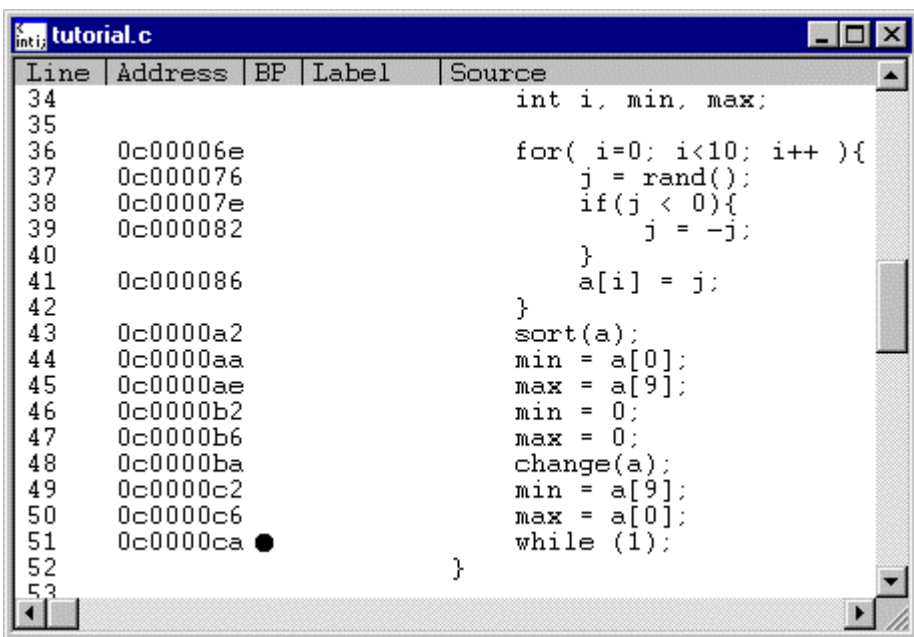 inti; tutorial.c
Line Address BP Label Source
34 int i, min, max;
35
36 0c00006e for( i=0; i<10; i++ ){
37 0c000076 j = rand();
38 0c00007e if(j < 0){
39 0c000082 j = -j;
40 }
41 0c000086 a[i] = j;
42 }
43 0c0000a2 sort(a);
44 0c0000aa min = a[0];
45 0c0000ae max = a[9];
46 0c0000b2 min = 0;
47 0c0000b6 max = 0;
48 0c0000ba change(a);
49 0c0000c2 min = a[9];
50 0c0000c6 max = a[0];
51 0c0000ca ● while (1);
52 }
53